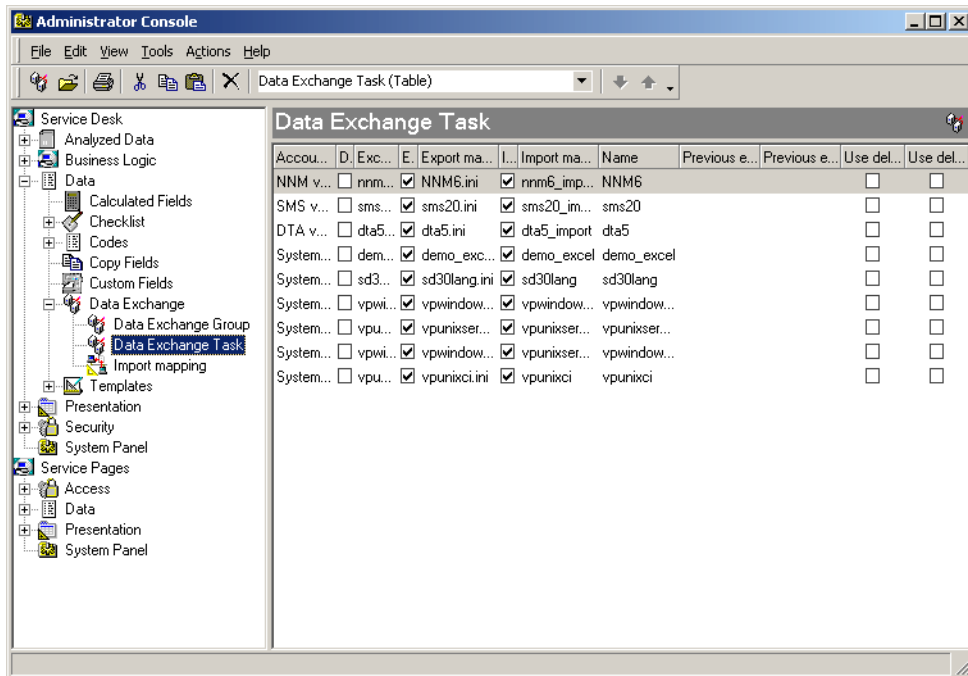 Administrator Console
File Edit View Tools Actions Help
Data Exchange Task (Table)
Service Desk
Analyzed Data
Business Logic
Data
Calculated Fields
Checklist
Codes
Copy Fields
Custom Fields
Data Exchange
Data Exchange Group
Data Exchange Task
Import mapping
Templates
Presentation
Security
System Panel
Service Pages
Access
Data
Presentation
System Panel
Data Exchange Task
Accou... D. Exc... E. Export ma... I... Import ma... Name Previous e... Previous e... Use del... Use del...
NNM v... nnm... NNM6.ini nnm6_imp... NNM6
SMS v... sms... sms20.ini sms20_im... sms20
DTA v... dta5... dta5.ini dta5_import dta5
System... dem... demo_exc... demo_excel demo_excel
System... sd3... sd30lang.ini sd30lang sd30lang
System... vpwi... vpwindow... vpwindow... vpwindow...
System... vpu... vpunixser... vpunixser... vpunixser...
System... vpwi... vpwindow... vpunixser... vpwindow...
System... vpu... vpunixci.ini vpunixci vpunixci